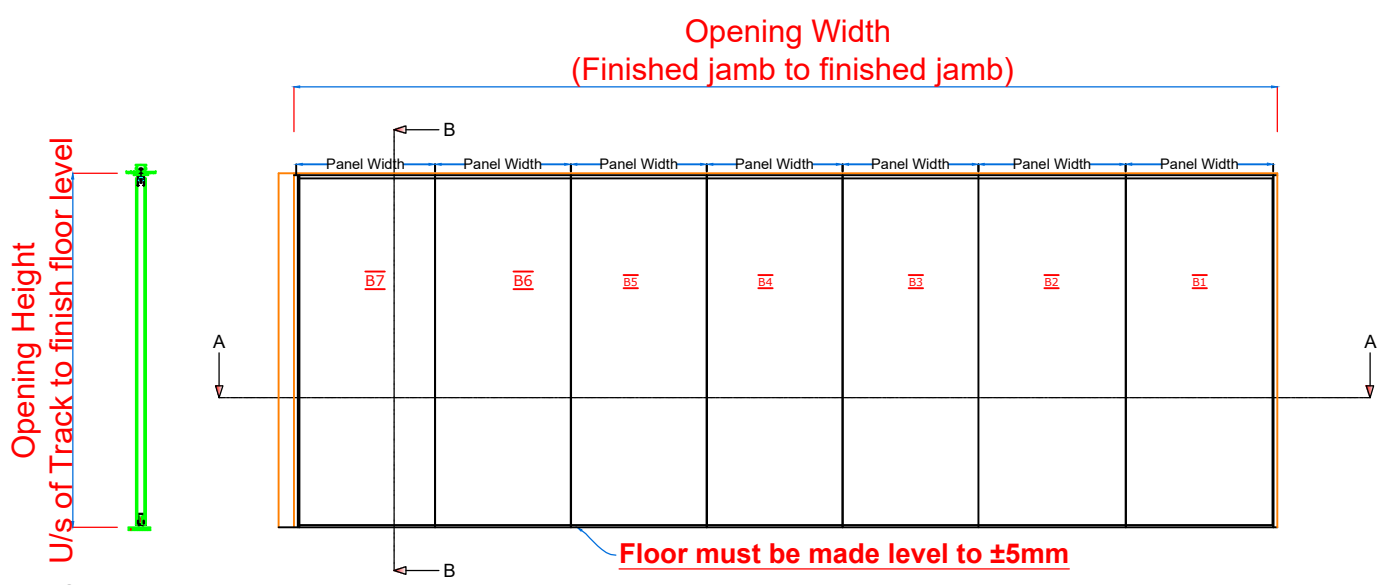 Opening Width
(Finished jamb to finished jamb)
B
Panel Width Panel Width Panel Width Panel Width Panel Width Panel Width Panel Width
Opening Height
U/s of Track to finish floor level
B7 B6 B5 B4 B3 B2 B1
A A
Floor must be made level to ±5mm
B